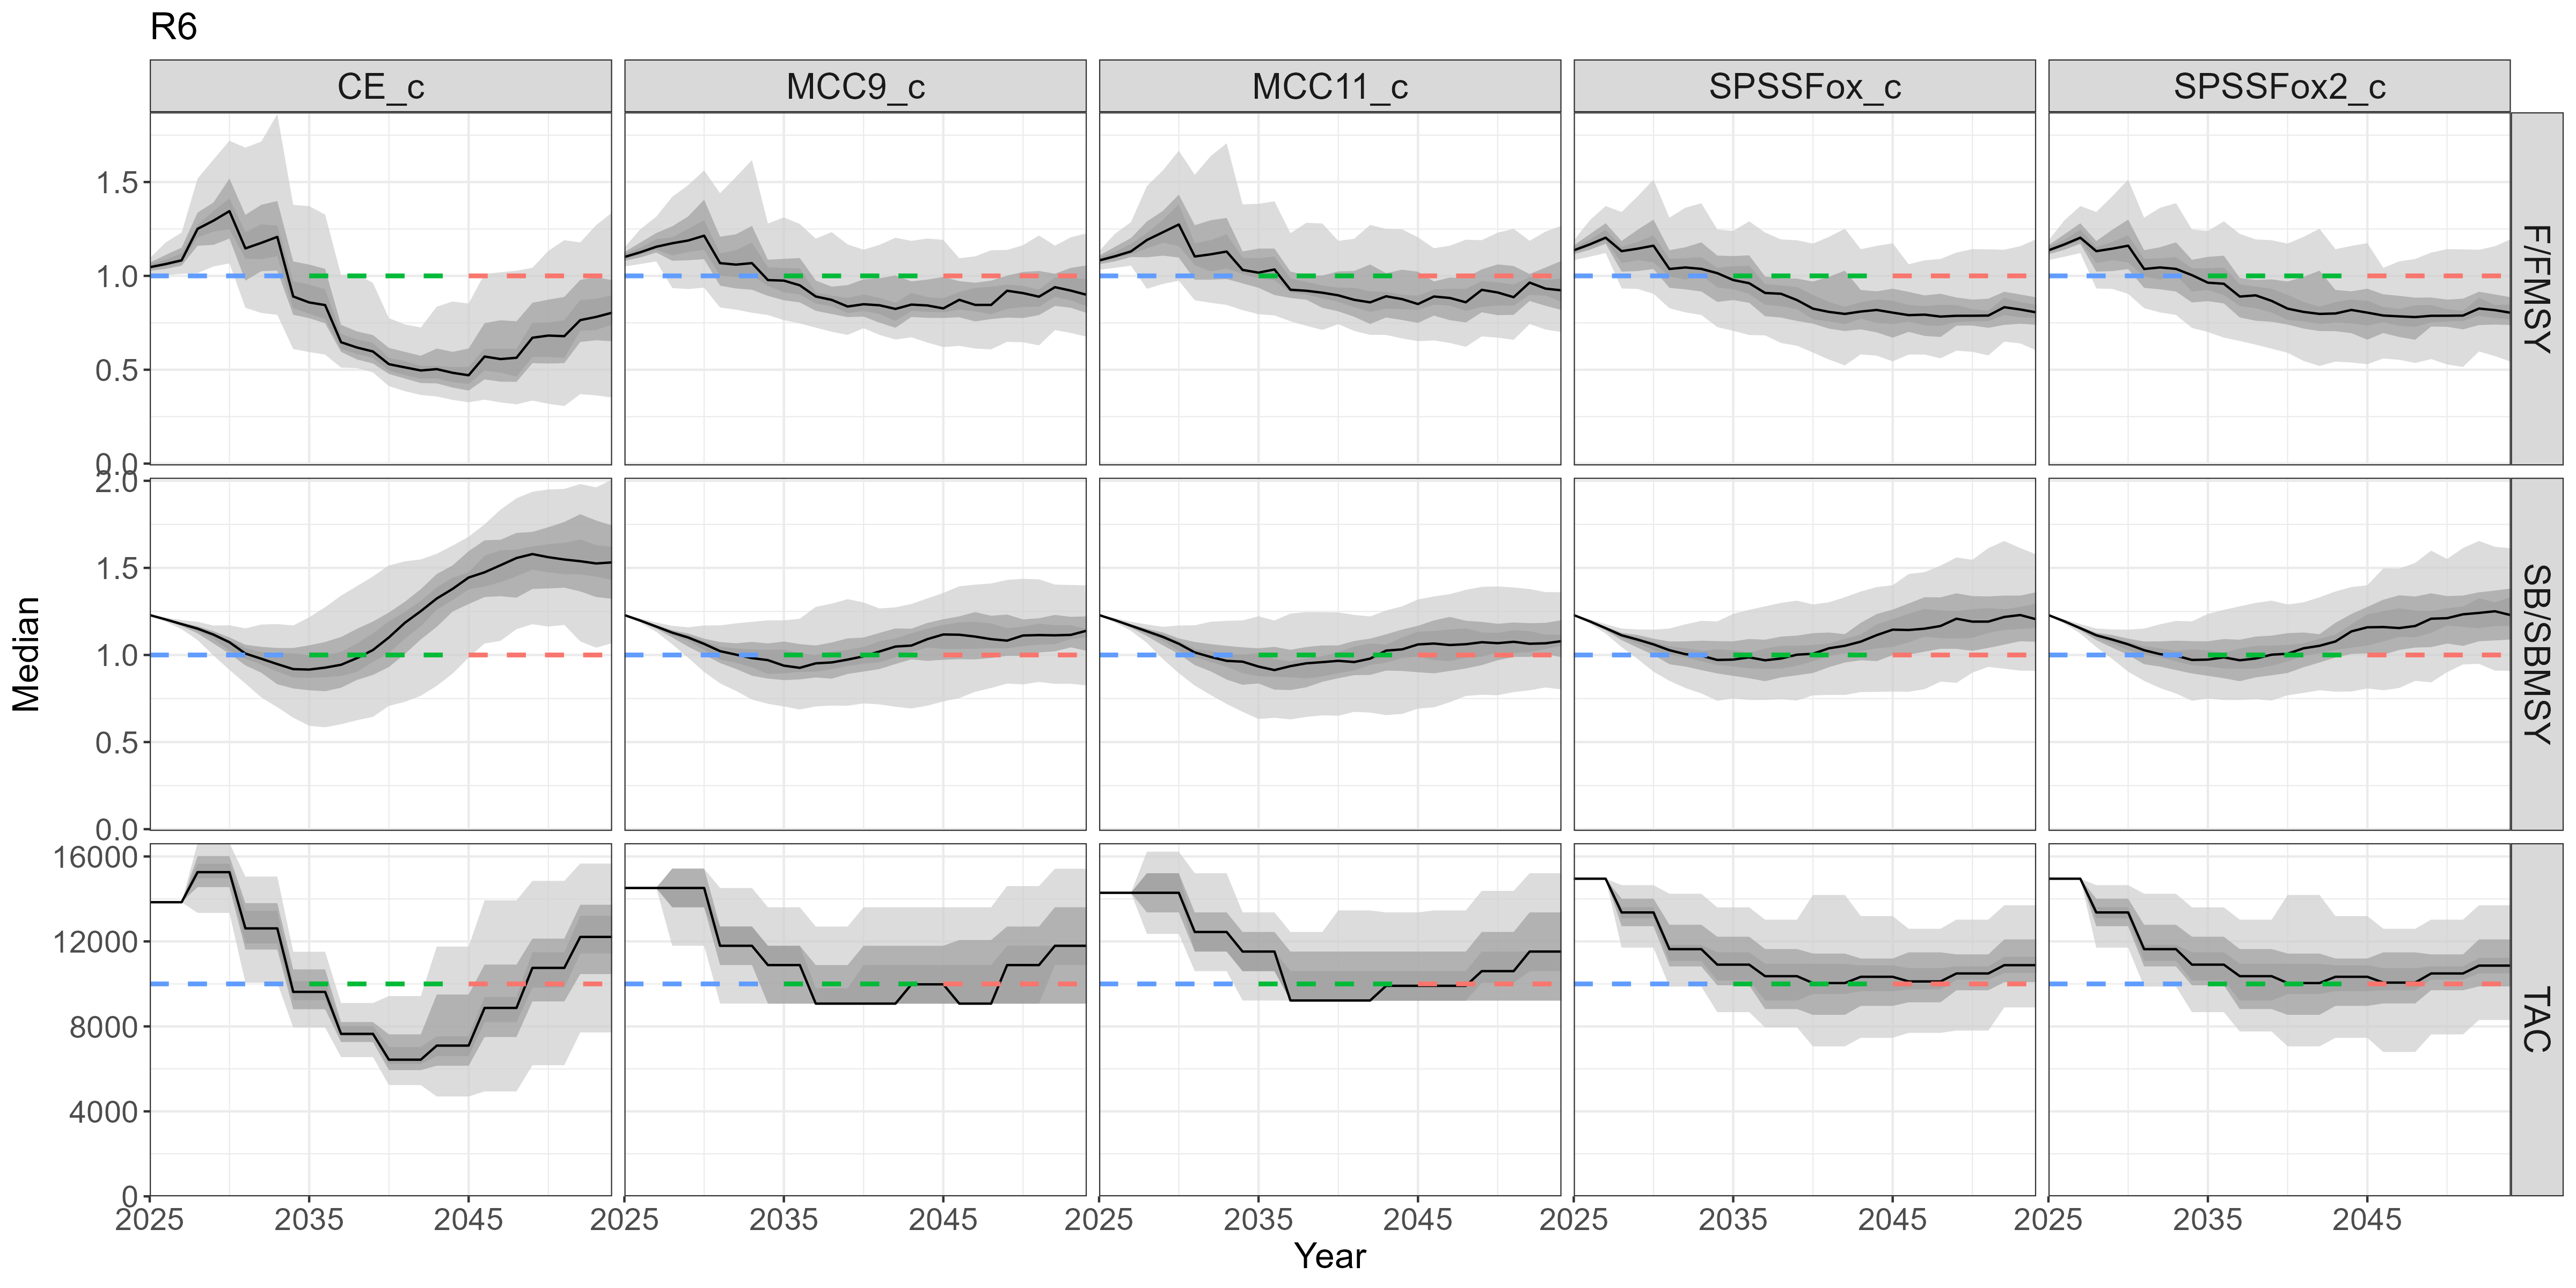 R6
CE_c MCC9_c MCC11_c SPSSFox_c SPSSFox2_c
1.5
1.0
0.5
0.0
F/FMSY
2.0
1.5
1.0
0.5
0.0
SB/SBMSY
Median
16000
12000
8000
4000
0
TAC
2025 2035 2045 2025 2035 2045 2025 2035 2045 2025 2035 2045 2025 2035 2045
Year